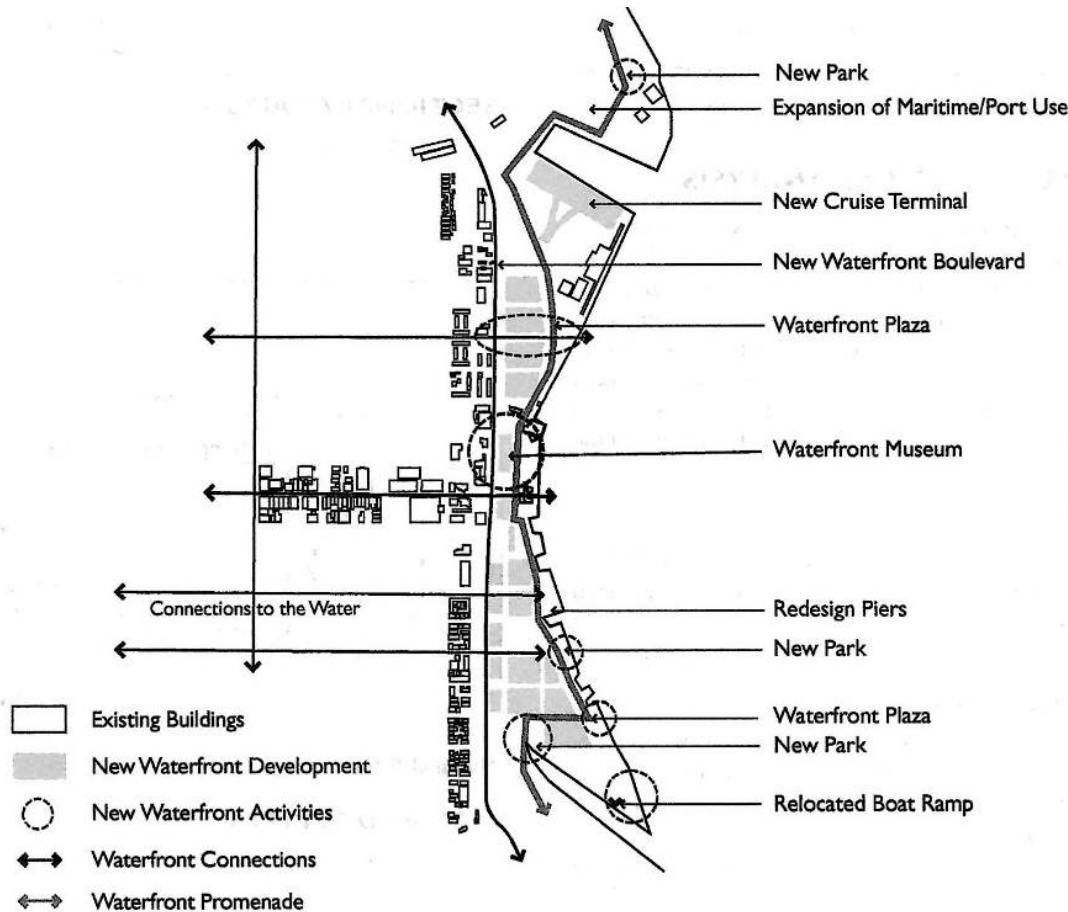 New Park
Expansion of Maritime/Port Use
New Cruise Terminal
New Waterfront Boulevard
Waterfront Plaza
Waterfront Museum
Connections to the Water
Redesign Piers
New Park
Waterfront Plaza
New Park
Relocated Boat Ramp
Existing Buildings
New Waterfront Development
New Waterfront Activities
Waterfront Connections
Waterfront Promenade